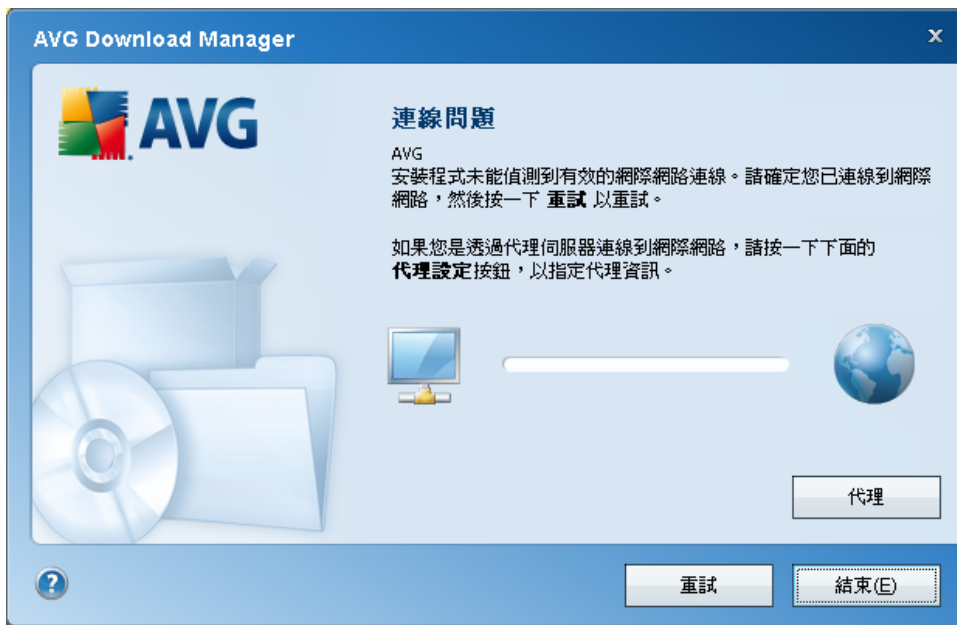 AVG Download Manager
x
AVG
連線問題
AVG
安裝程式未能偵測到有效的網際網路連線。請確定您已連線到網際
網路，然後按一下 重試 以重試。
如果您是透過代理伺服器連線到網際網路，請按一下下面的
代理設定按鈕，以指定代理資訊。
代理
?
重試
結束(E)